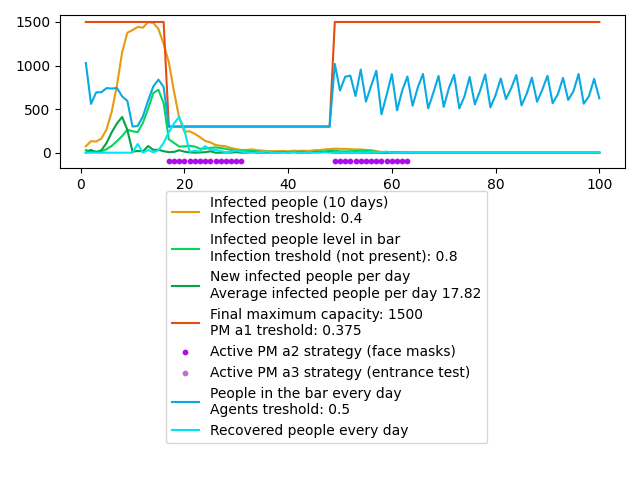 1500
1000
500
0
0 20 40 60 80 100
Infected people (10 days)
Infection treshold: 0.4
Infected people level in bar
Infection treshold (not present): 0.8
New infected people per day
Average infected people per day 17.82
Final maximum capacity: 1500
PM a1 treshold: 0.375
Active PM a2 strategy (face masks)
Active PM a3 strategy (entrance test)
People in the bar every day
Agents treshold: 0.5
Recovered people every day